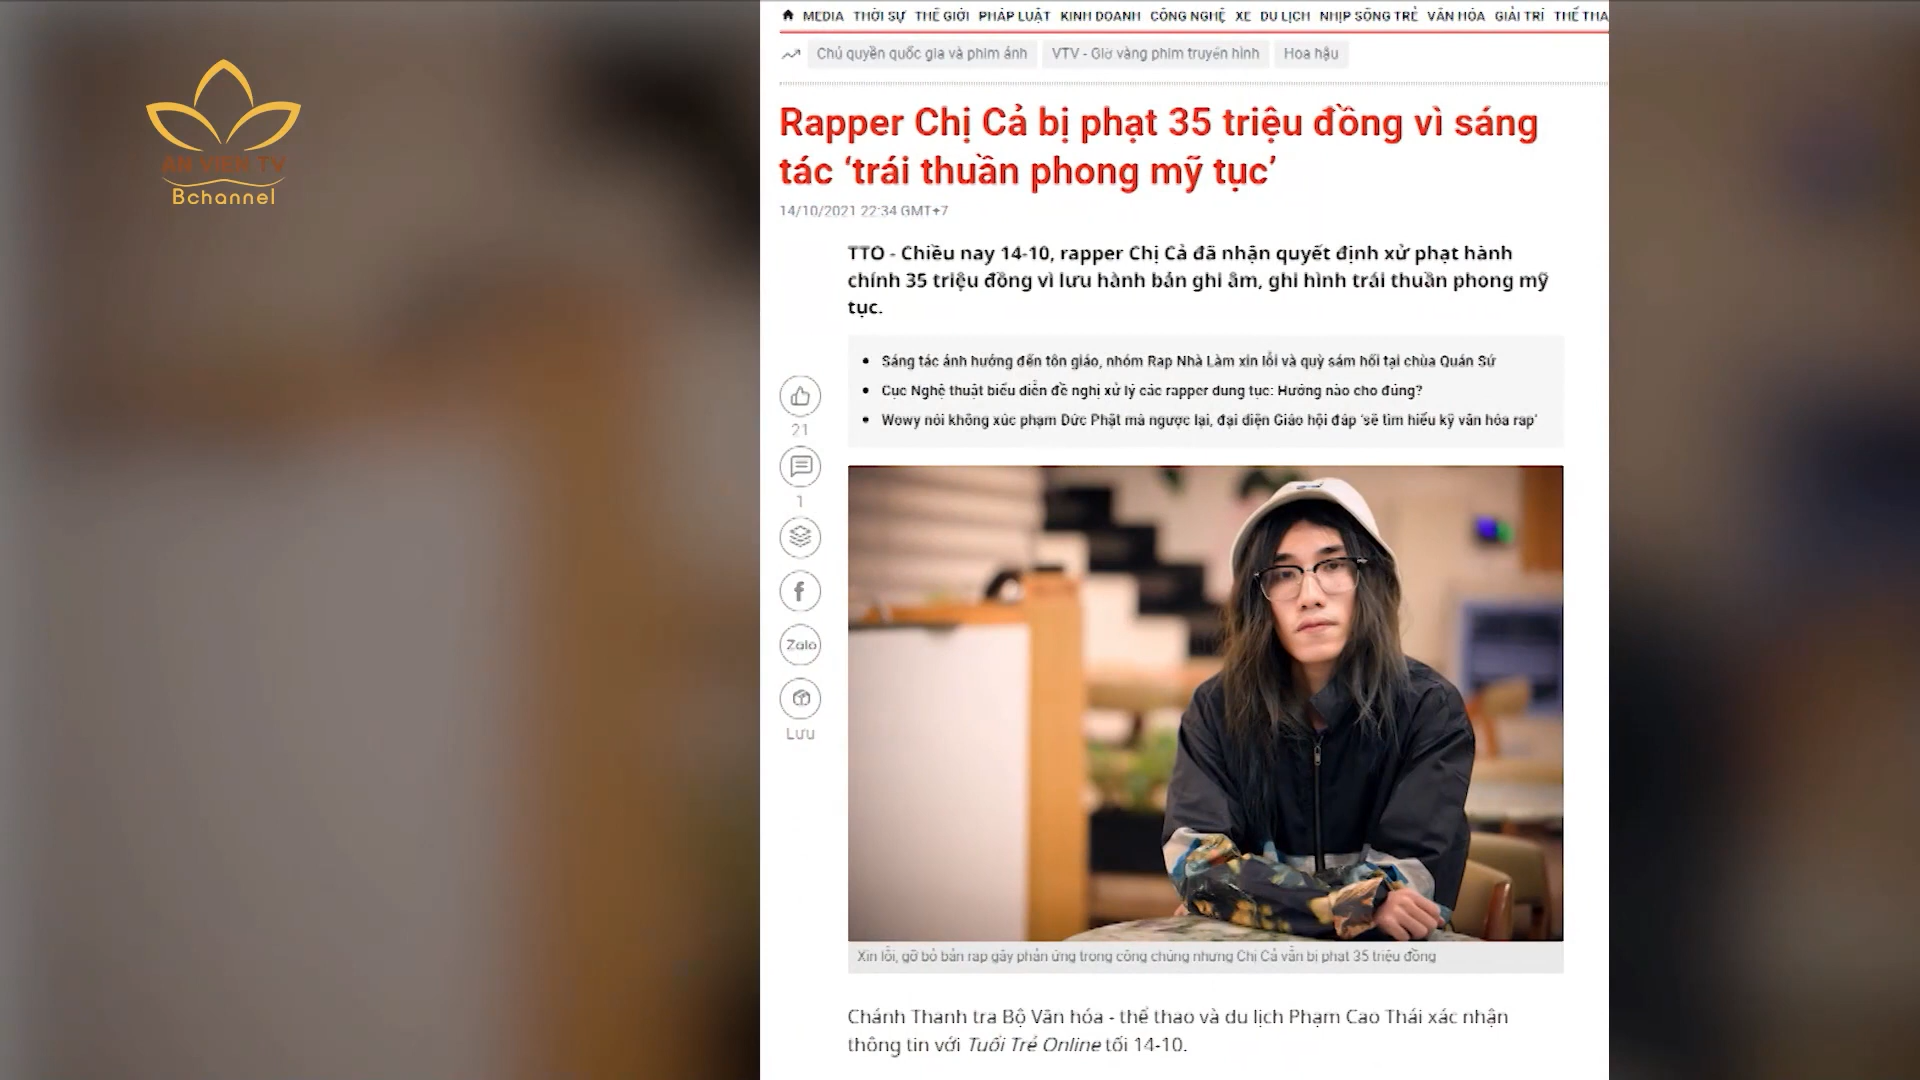 AN VIEN TV
Bchannel
MEDIA THỜI SỰ THẾ GIỚI PHÁP LUẬT KINH DOANH CÔNG NGHỆ XE DU LỊCH NHỊP SỐNG TRẺ VĂN HÓA GIẢI TRÍ THỂ THA
Chủ quyền quốc gia và phim ảnh VTV - Giờ vàng phim truyền hình Hoa hậu
Rapper Chị Cả bị phạt 35 triệu đồng vì sáng
tác ‘trái thuần phong mỹ tục’
14/10/2021 22:34 GMT+7
TTO - Chiều nay 14-10, rapper Chị Cả đã nhận quyết định xử phạt hành
chính 35 triệu đồng vì lưu hành bản ghi âm, ghi hình trái thuần phong mỹ
tục.
Sáng tác ảnh hưởng đến tôn giáo, nhóm Rap Nhà Làm xin lỗi và quỳ sám hối tại chùa Quán Sứ
Cục Nghệ thuật biểu diễn đề nghị xử lý các rapper dung tục: Hướng nào cho đúng?
Wowy nói không xúc phạm Đức Phật mà ngược lại, đại diện Giáo hội đáp 'sẽ tìm hiểu kỹ văn hóa rap'
21
1
Zalo
Lưu
Xin lỗi, gỡ bỏ bản rap gây phản ứng trong công chúng nhưng Chị Cả vẫn bị phạt 35 triệu đồng
Chánh Thanh tra Bộ Văn hóa - thể thao và du lịch Phạm Cao Thái xác nhận
thông tin với Tuổi Trẻ Online tối 14-10.